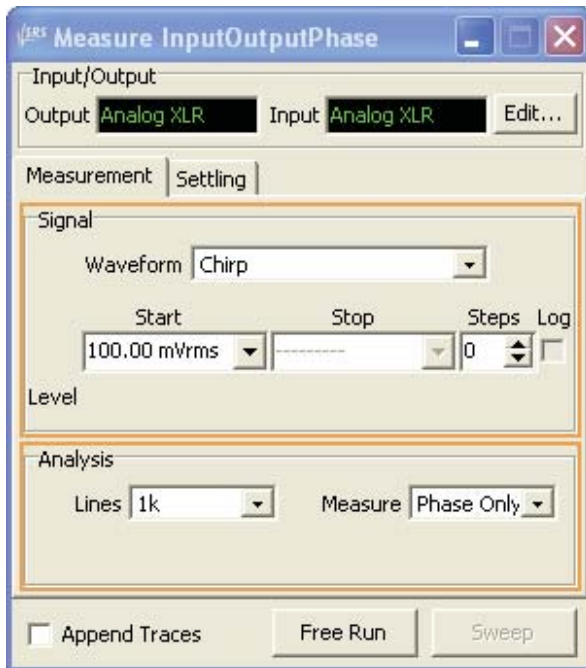 Measure InputOutputPhase
Input/Output
Output Analog XLR Input Analog XLR Edit...
Measurement Settling
Signal
Waveform Chirp
Start Stop Steps Log
100.00 mVrms --------- 0
Level
Analysis
Lines 1k Measure Phase Only
Append Traces Free Run Sweep